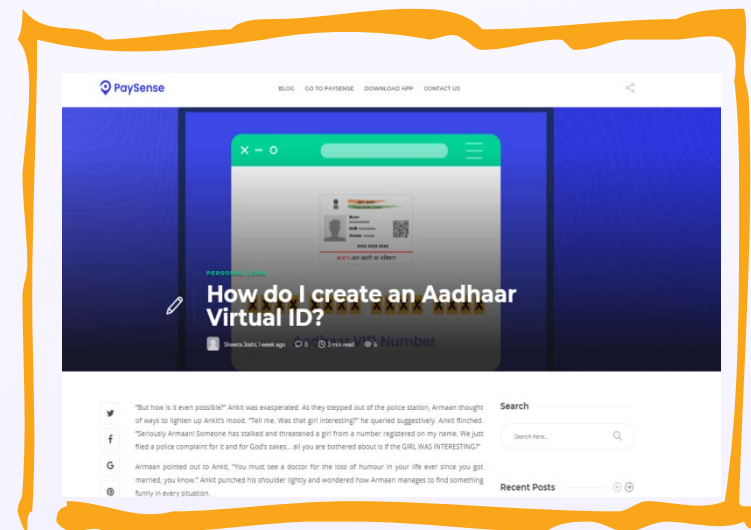 PaySense
BLOG GO TO PAYSENSE DOWNLOAD APP CONTACT US
PERSONAL LOAN
How do I create an Aadhaar
Virtual ID?
Shweta Joshi, 1 week ago 0 3 min read 6
"But how is it even possible?" Ankit was exasperated. As they stepped out of the police station, Armaan thought
of ways to lighten up Ankit's mood. "Tell me. Was that girl interesting?" he queried suggestively. Ankit flinched.
"Seriously Armaan! Someone has stalked and threatened a girl from a number registered on my name. We just
filed a police complaint for it and for God's sakes... all you are bothered about is if the GIRL WAS INTERESTING?"
Armaan pointed out to Ankit, "You must see a doctor for the loss of humour in your life ever since you got
married, you know." Ankit punched his shoulder lightly and wondered how Armaan manages to find something
funny in every situation.
Search
Search here...
Recent Posts